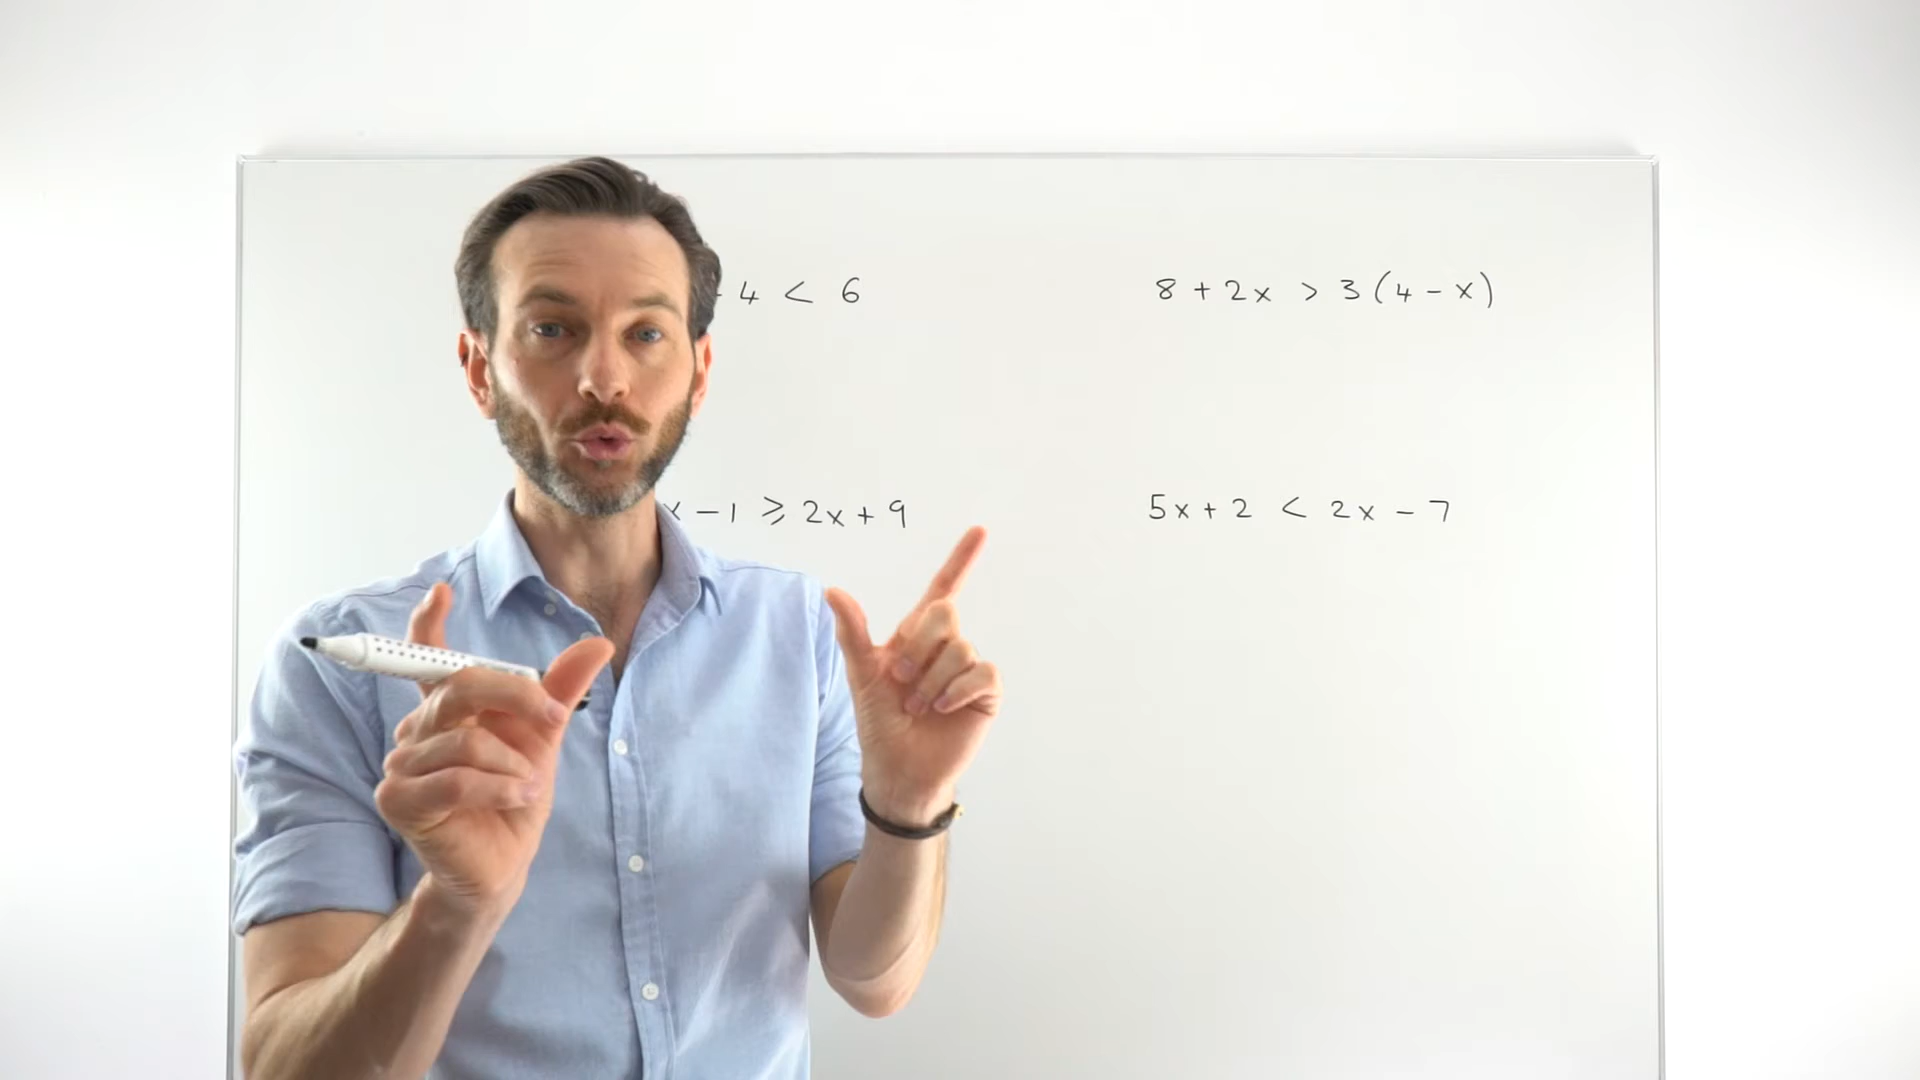 4 < 6
8 + 2x > 3(4 - x)
x - 1 ⩾ 2x + 9
5x + 2 < 2x - 7